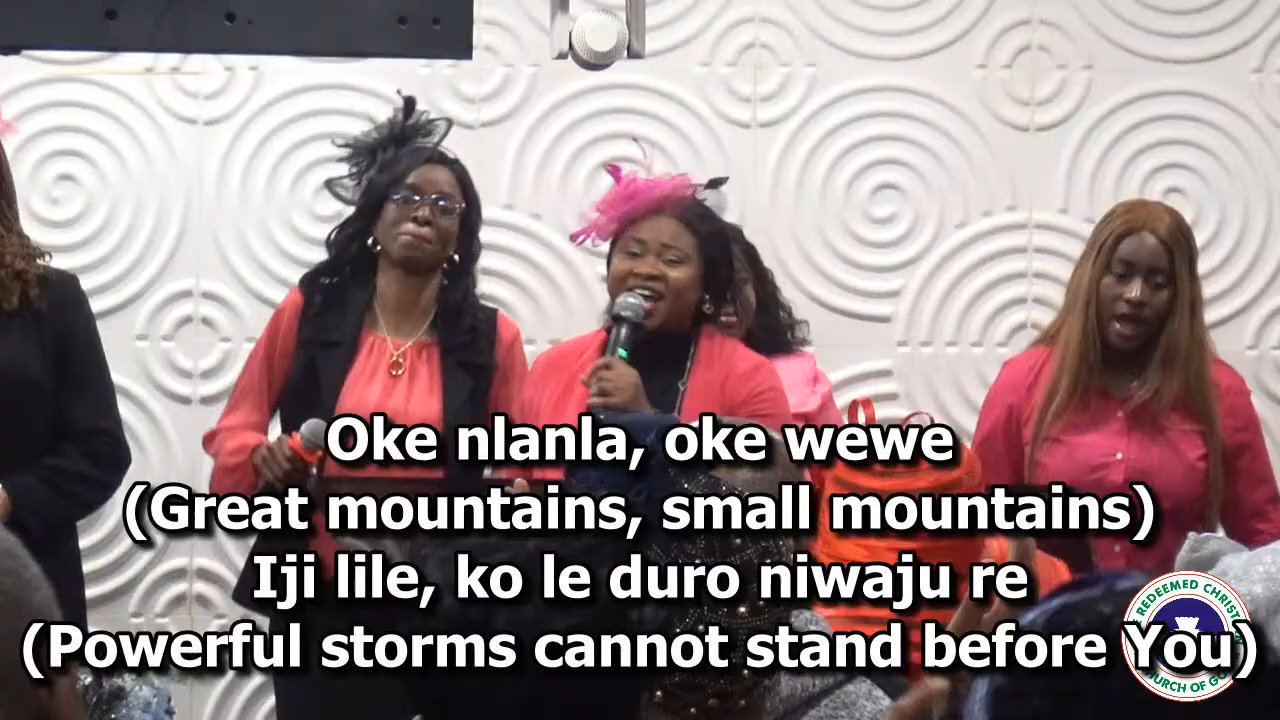 Oke nlanla, oke wewe
(Great mountains, small mountains)
Iji lile, ko le duro niwaju re
(Powerful storms cannot stand before You)
REDEEMED CHRIST
CHURCH OF GO